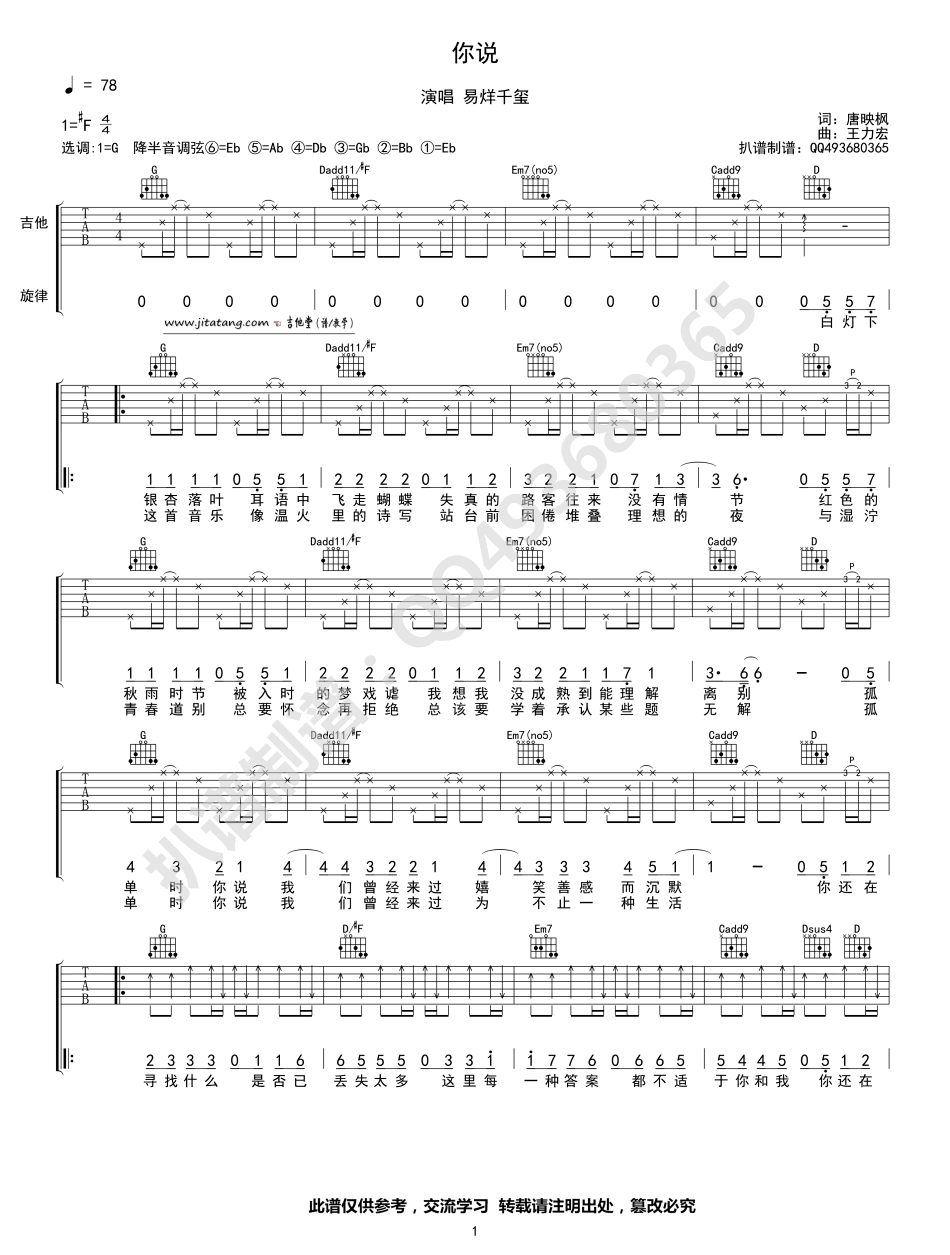 你说
♩= 78
演唱 易烊千玺
1=#F 4/4
词：唐映枫
曲：王力宏
选调:1=G 降半音调弦⑥=Eb ⑤=Ab ④=Db ③=Gb ②=Bb ①=Eb
扒谱制谱：QQ493680365
G Dadd11/#F Em7(no5) Cadd9 D
吉他 T A B 4/4
旋律 0 0 0 0 0 0 0 0 0 0 0 0 0 0 0 5 5 7
www.jitatang.com 吉他堂(谱/教学)
白 灯 下
G Dadd11/#F Em7(no5) Cadd9 D
P
T A B 3 2
1 1 1 1 0 5 5 1 2 2 2 2 0 1 1 2 3 2 2 1 0 7 1 3 3 6· 0 5 5 7
银 杏 落 叶 耳 语 中 飞 走 蝴 蝶 失 真 的 路 客 往 来 没 有 情 节 红 色 的
这 首 音 乐 像 温 火 里 的 诗 写 站 台 前 困 倦 堆 叠 理 想 的 夜 与 湿 泞
G Dadd11/#F Em7(no5) Cadd9 D
P
T A B 3 2
1 1 1 1 0 5 5 1 2 2 2 2 0 1 1 2 3 2 2 1 1 7 1 3· 6 6 － 0 5
秋 雨 时 节 被 入 时 的 梦 戏 谑 我 想 我 没 成 熟 到 能 理 解 离 别 孤
青 春 道 别 总 要 怀 念 再 拒 绝 总 该 要 学 着 承 认 某 些 题 无 解 孤
G Dadd11/#F Em7(no5) Cadd9 D
P
T A B 3 2
4 3 2 1 4 4 4 3 2 2 1 4 4 3 3 3 4 5 1 1 － 0 5 1 2
单 时 你 说 我 们 曾 经 来 过 嬉 笑 善 感 而 沉 默 你 还 在
单 时 你 说 我 们 曾 经 来 过 为 不 止 一 种 生 活
G D/#F Em7 Cadd9 Dsus4 D
T A B
2 3 3 3 0 1 1 6 6 5 5 5 0 3 3 1 1 7 7 6 0 6 6 5 5 4 4 5 0 5 1 2
寻 找 什 么 是 否 已 丢 失 太 多 这 里 每 一 种 答 案 都 不 适 于 你 和 我 你 还 在
扒谱制谱：QQ493680365
此谱仅供参考，交流学习 转载请注明出处，篡改必究
1